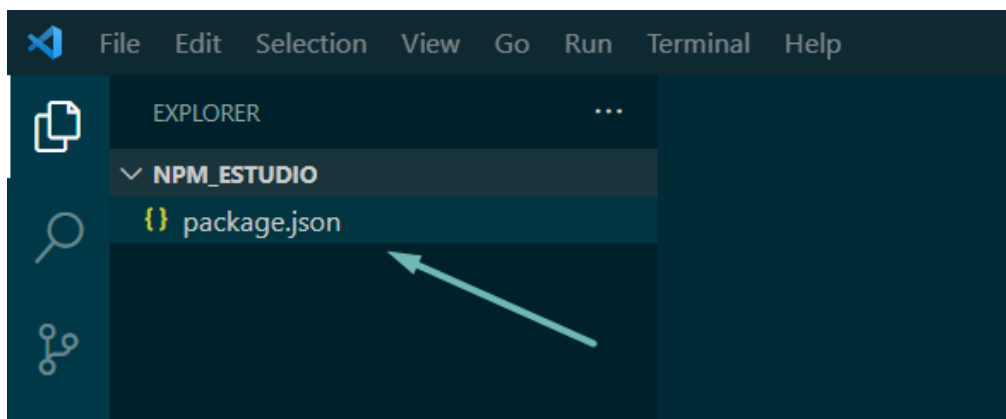 File Edit Selection View Go Run Terminal Help
EXPLORER ...
NPM_ESTUDIO
{} package.json